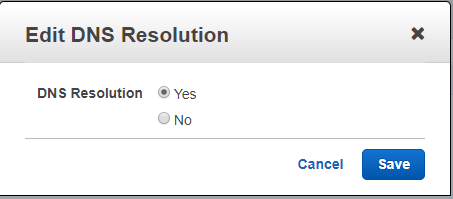 Edit DNS Resolution
DNS Resolution Yes
No
Cancel Save